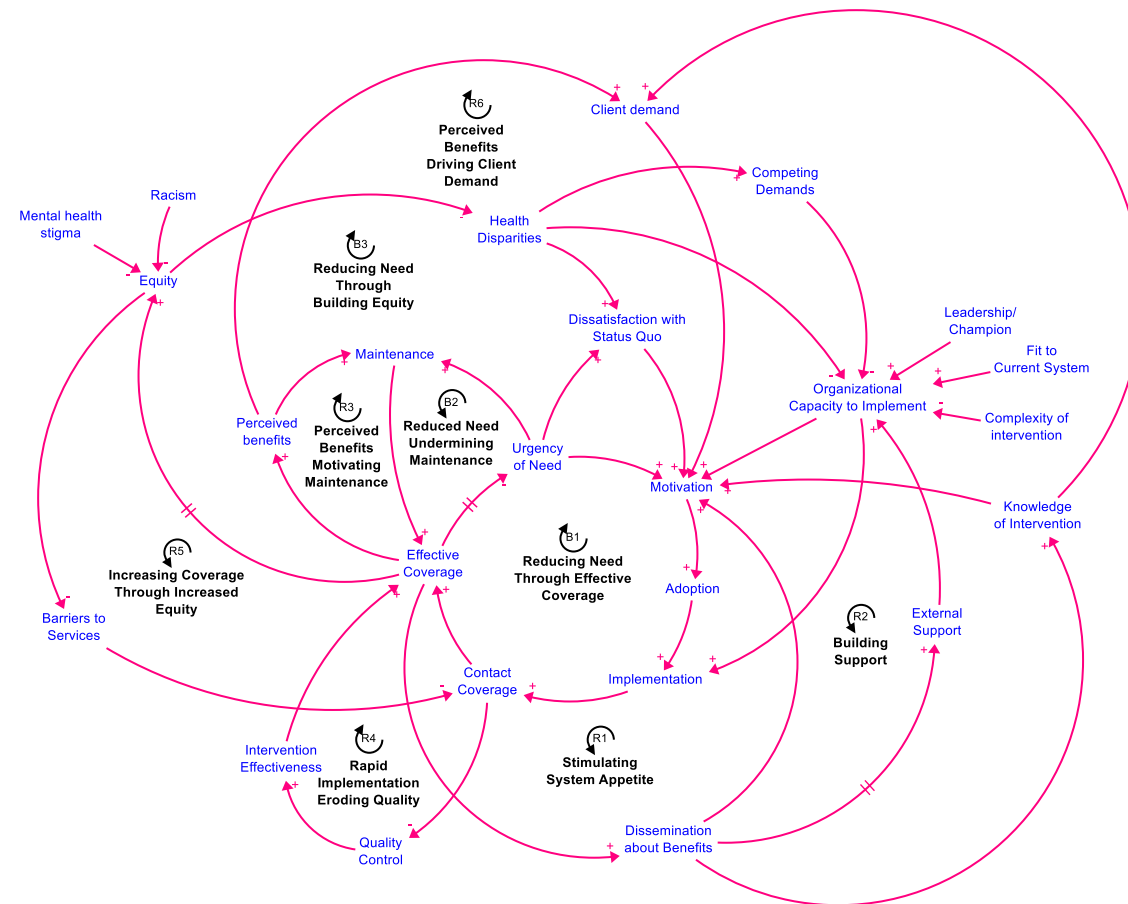 R6
Perceived
Benefits
Driving Client
Demand
Client demand
Competing
Demands
Racism
Mental health
stigma
Equity
Health
Disparities
B3
Reducing Need
Through
Building Equity
Dissatisfaction with
Status Quo
Leadership/
Champion
Fit to
Current System
Maintenance
Organizational
Capacity to Implement
Complexity of
intervention
Perceived
benefits
R3
Perceived
Benefits
Motivating
Maintenance
B2
Reduced Need
Undermining
Maintenance
Urgency
of Need
Motivation
Knowledge
of Intervention
R5
Increasing Coverage
Through Increased
Equity
Effective
Coverage
B1
Reducing Need
Through Effective
Coverage
Adoption
Barriers to
Services
R2
Building
Support
External
Support
Contact
Coverage
Implementation
Intervention
Effectiveness
R4
Rapid
Implementation
Eroding Quality
R1
Stimulating
System Appetite
Quality
Control
Dissemination
about Benefits